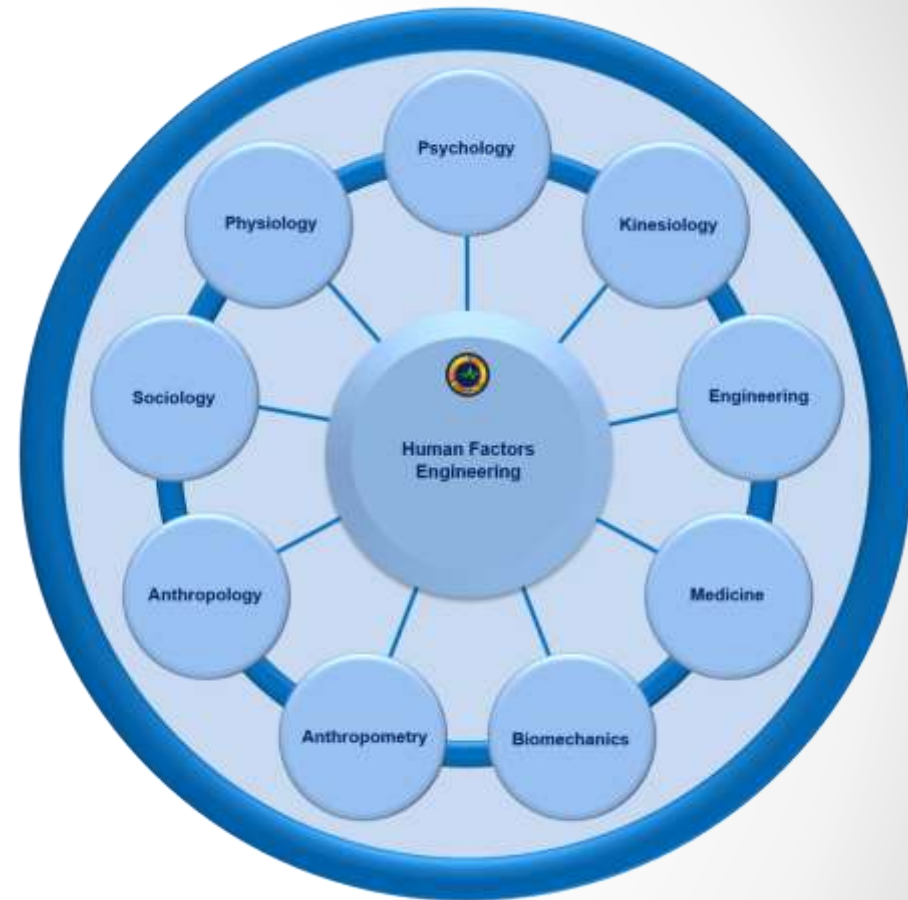 Psychology
Kinesiology
Engineering
Medicine
Biomechanics
Anthropometry
Anthropology
Sociology
Physiology
Human Factors
Engineering